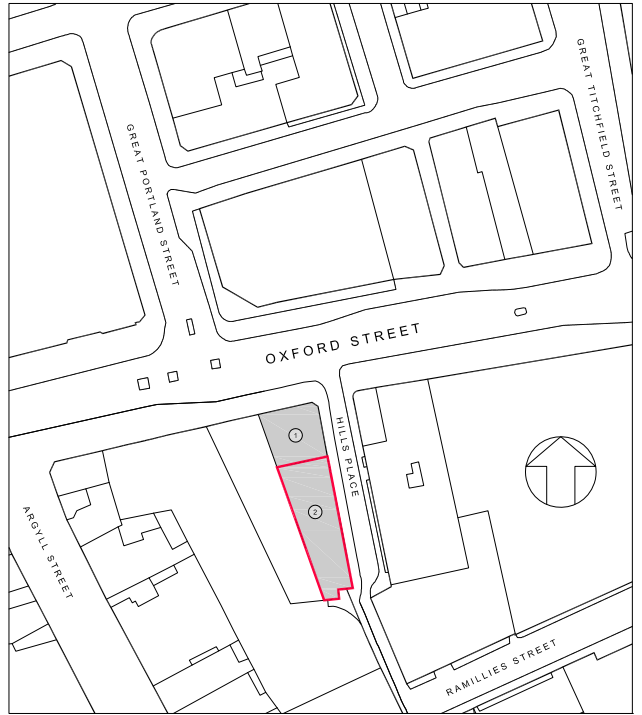 GREAT PORTLAND STREET
GREAT TITCHFIELD STREET
OXFORD STREET
HILLS PLACE
1
2
ARGYLL STREET
RAMILLIES STREET